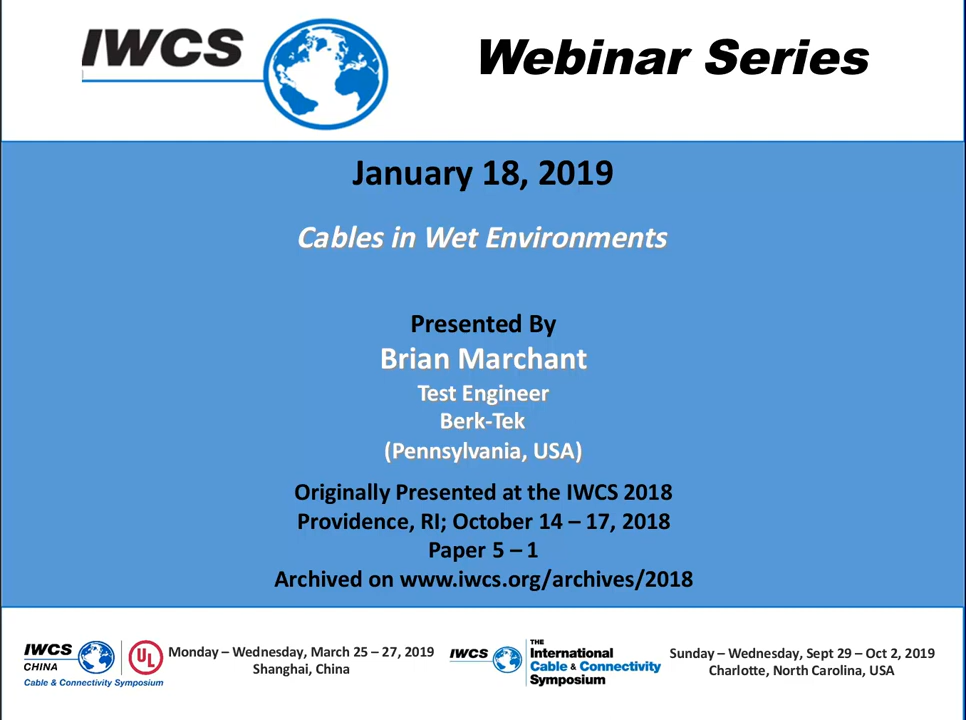 IWCS
Webinar Series
January 18, 2019
Cables in Wet Environments
Presented By
Brian Marchant
Test Engineer
Berk-Tek
(Pennsylvania, USA)
Originally Presented at the IWCS 2018
Providence, RI; October 14 – 17, 2018
Paper 5 – 1
Archived on www.iwcs.org/archives/2018
IWCS
CHINA
UL
Cable & Connectivity Symposium
Monday – Wednesday, March 25 – 27, 2019
Shanghai, China
IWCS
THE
International
Cable & Connectivity
Symposium
Sunday – Wednesday, Sept 29 – Oct 2, 2019
Charlotte, North Carolina, USA